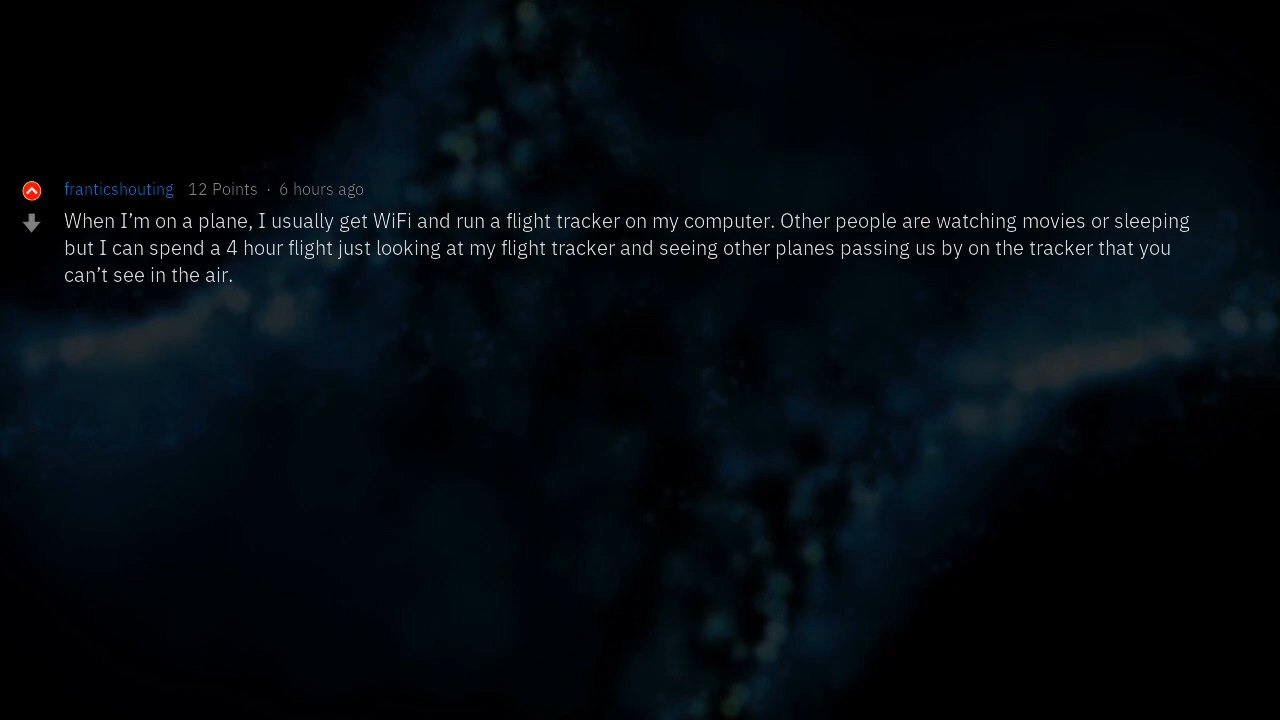 franticshouting 12 Points · 6 hours ago
When I’m on a plane, I usually get WiFi and run a flight tracker on my computer. Other people are watching movies or sleeping
but I can spend a 4 hour flight just looking at my flight tracker and seeing other planes passing us by on the tracker that you
can’t see in the air.